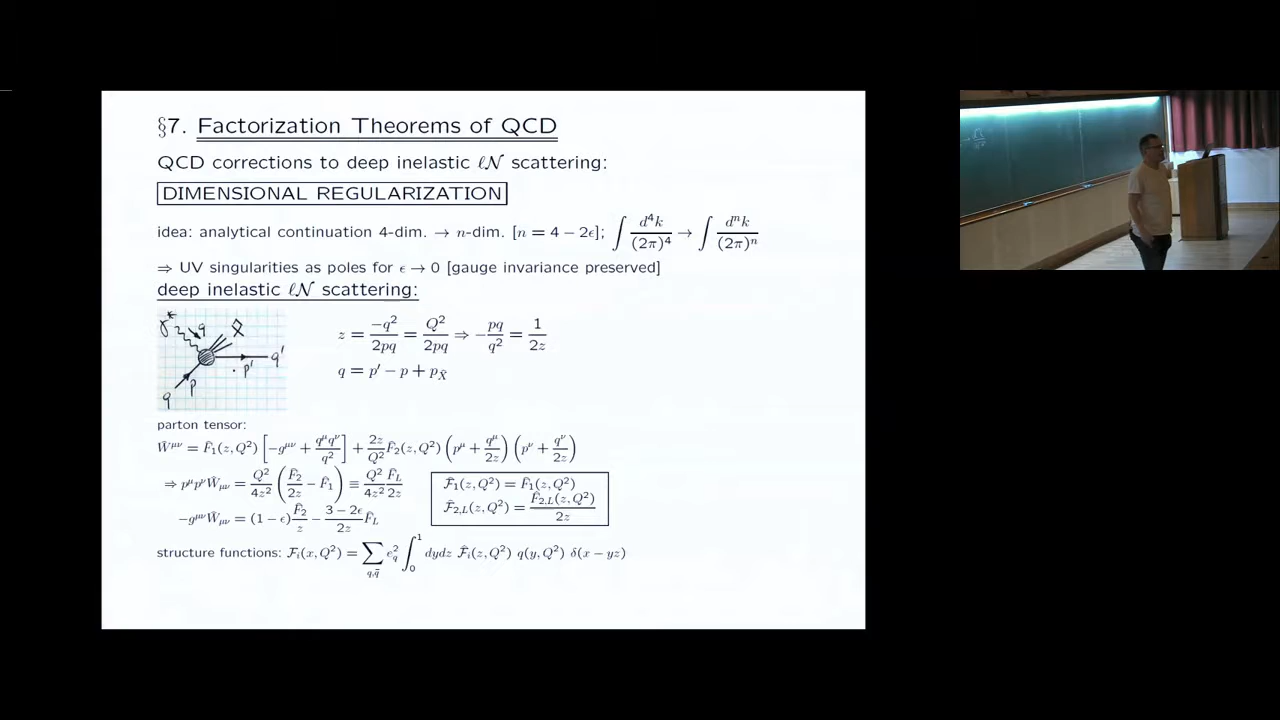 §7. Factorization Theorems of QCD
QCD corrections to deep inelastic ℓN scattering:
DIMENSIONAL REGULARIZATION
idea: analytical continuation 4-dim. → n-dim. [n = 4 − 2ϵ]; ∫ d⁴k/(2π)⁴ → ∫ dⁿk/(2π)ⁿ
⇒ UV singularities as poles for ϵ → 0 [gauge invariance preserved]
deep inelastic ℓN scattering:
γ* q X̂
q p p' q'
z = −q²/2pq = Q²/2pq ⇒ −pq/q² = 1/2z
q = p′ − p + p_X̂
parton tensor:
Ŵ^μν = F̂₁(z, Q²) [−g^μν + q^μq^ν/q²] + 2z/Q² F̂₂(z, Q²) (p^μ + q^μ/2z) (p^ν + q^ν/2z)
⇒ p^μp^νŴ_μν = Q²/4z² (F̂₂/2z − F̂₁) ≡ Q²/4z² F̂_L/2z
−g^μνŴ_μν = (1 − ϵ) F̂₂/z − (3 − 2ϵ)/2z F̂_L
F̂₁(z, Q²) = F̂₁(z, Q²)
F̂₂,L(z, Q²) = F̂₂,L(z, Q²)/2z
structure functions: F_i(x, Q²) = ∑_q,q̄ e_q² ∫₀¹ dydz F̂_i(z, Q²) q(y, Q²) δ(x − yz)